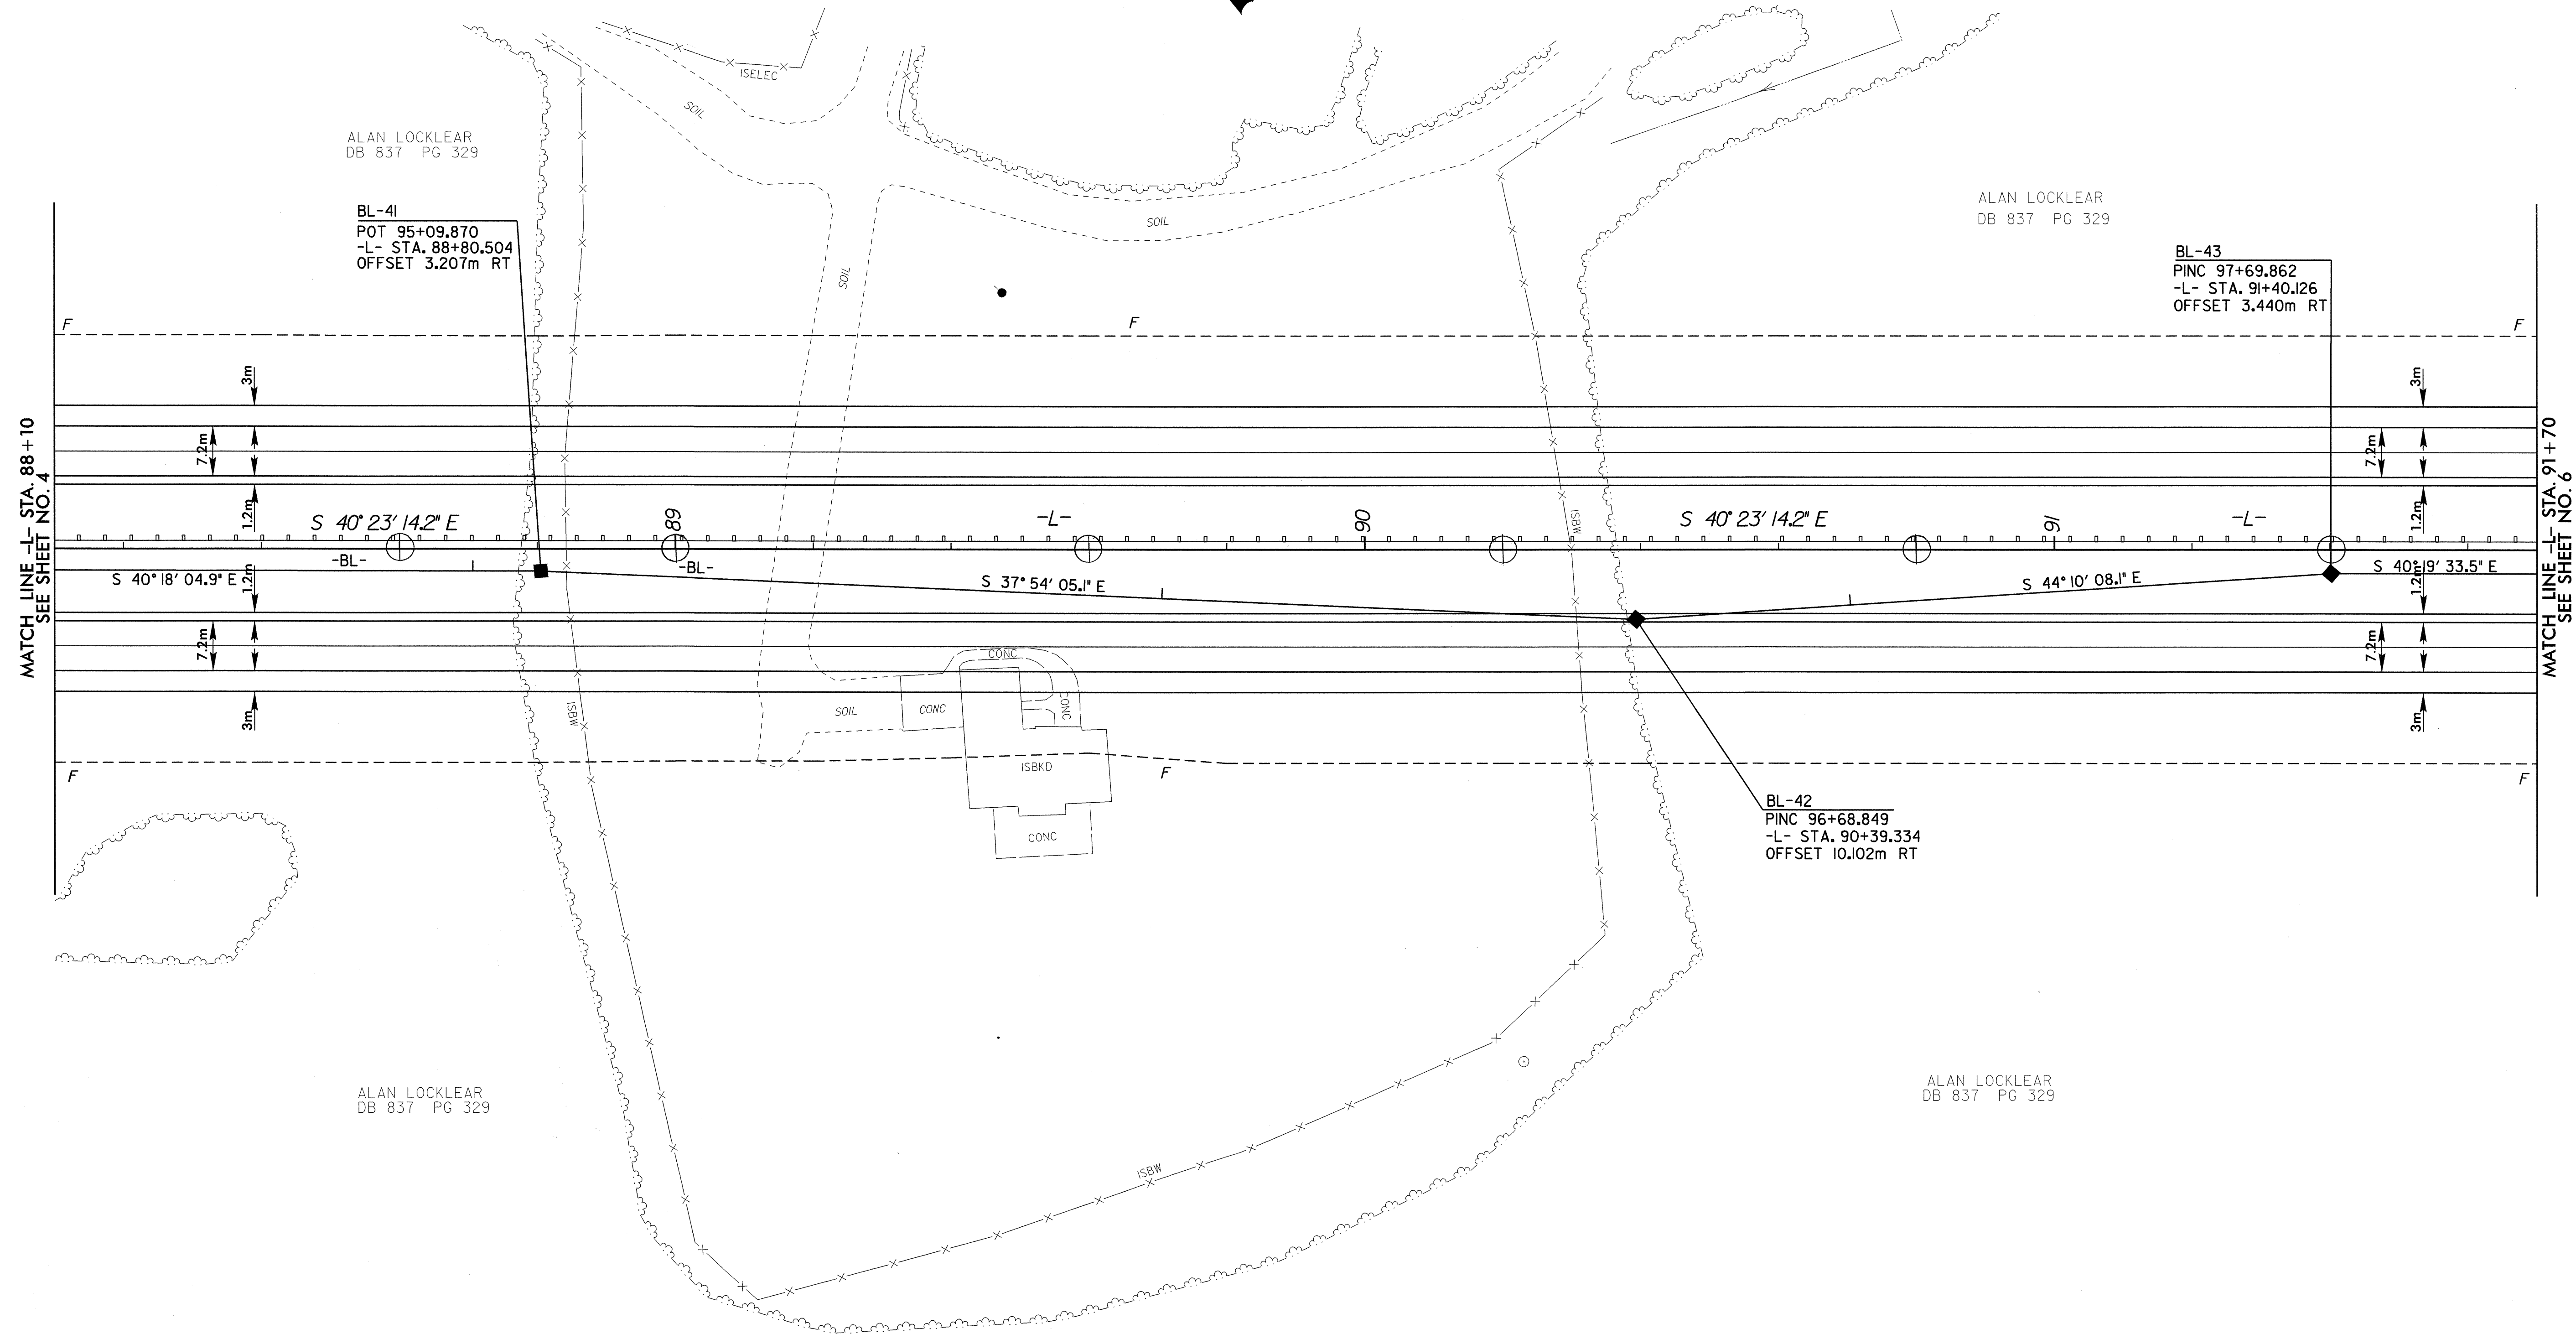 ISELEC
SOIL
ALAN LOCKLEAR
DB 837 PG 329
ALAN LOCKLEAR
DB 837 PG 329
BL-41
POT 95+09.870
-L- STA. 88+80.504
OFFSET 3.207m RT
SOIL
SOIL
BL-43
PINC 97+69.862
-L- STA. 91+40.126
OFFSET 3.440m RT
F
F
F
3m
3m
7.2m
7.2m
MATCH LINE -L- STA. 88+10
SEE SHEET NO. 4
MATCH LINE -L- STA. 91+70
SEE SHEET NO. 6
1.2m
1.2m
S 40° 23' 14.2" E
89
-L-
90
ISBW
S 40° 23' 14.2" E
91
-L-
-BL-
-BL-
S 40° 18' 04.9" E
S 37° 54' 05.1" E
S 44° 10' 08.1" E
S 40° 19' 33.5" E
1.2m
1.2m
7.2m
7.2m
CONC
CONC
CONC
SOIL
ISBW
3m
3m
ISBKD
F
F
F
CONC
BL-42
PINC 96+68.849
-L- STA. 90+39.334
OFFSET 10.102m RT
ALAN LOCKLEAR
DB 837 PG 329
ALAN LOCKLEAR
DB 837 PG 329
ISBW